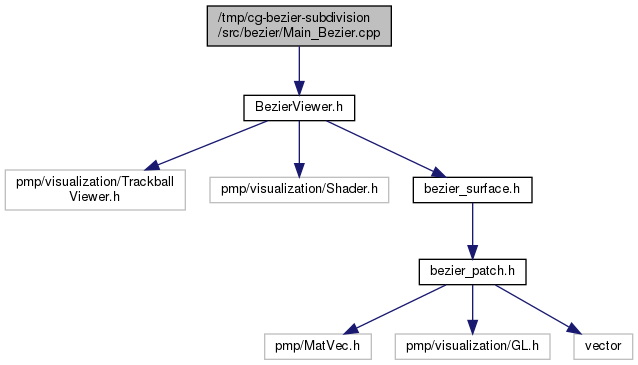 /tmp/cg-bezier-subdivision
/src/bezier/Main_Bezier.cpp
BezierViewer.h
pmp/visualization/Trackball
Viewer.h
pmp/visualization/Shader.h
bezier_surface.h
bezier_patch.h
pmp/MatVec.h
pmp/visualization/GL.h
vector